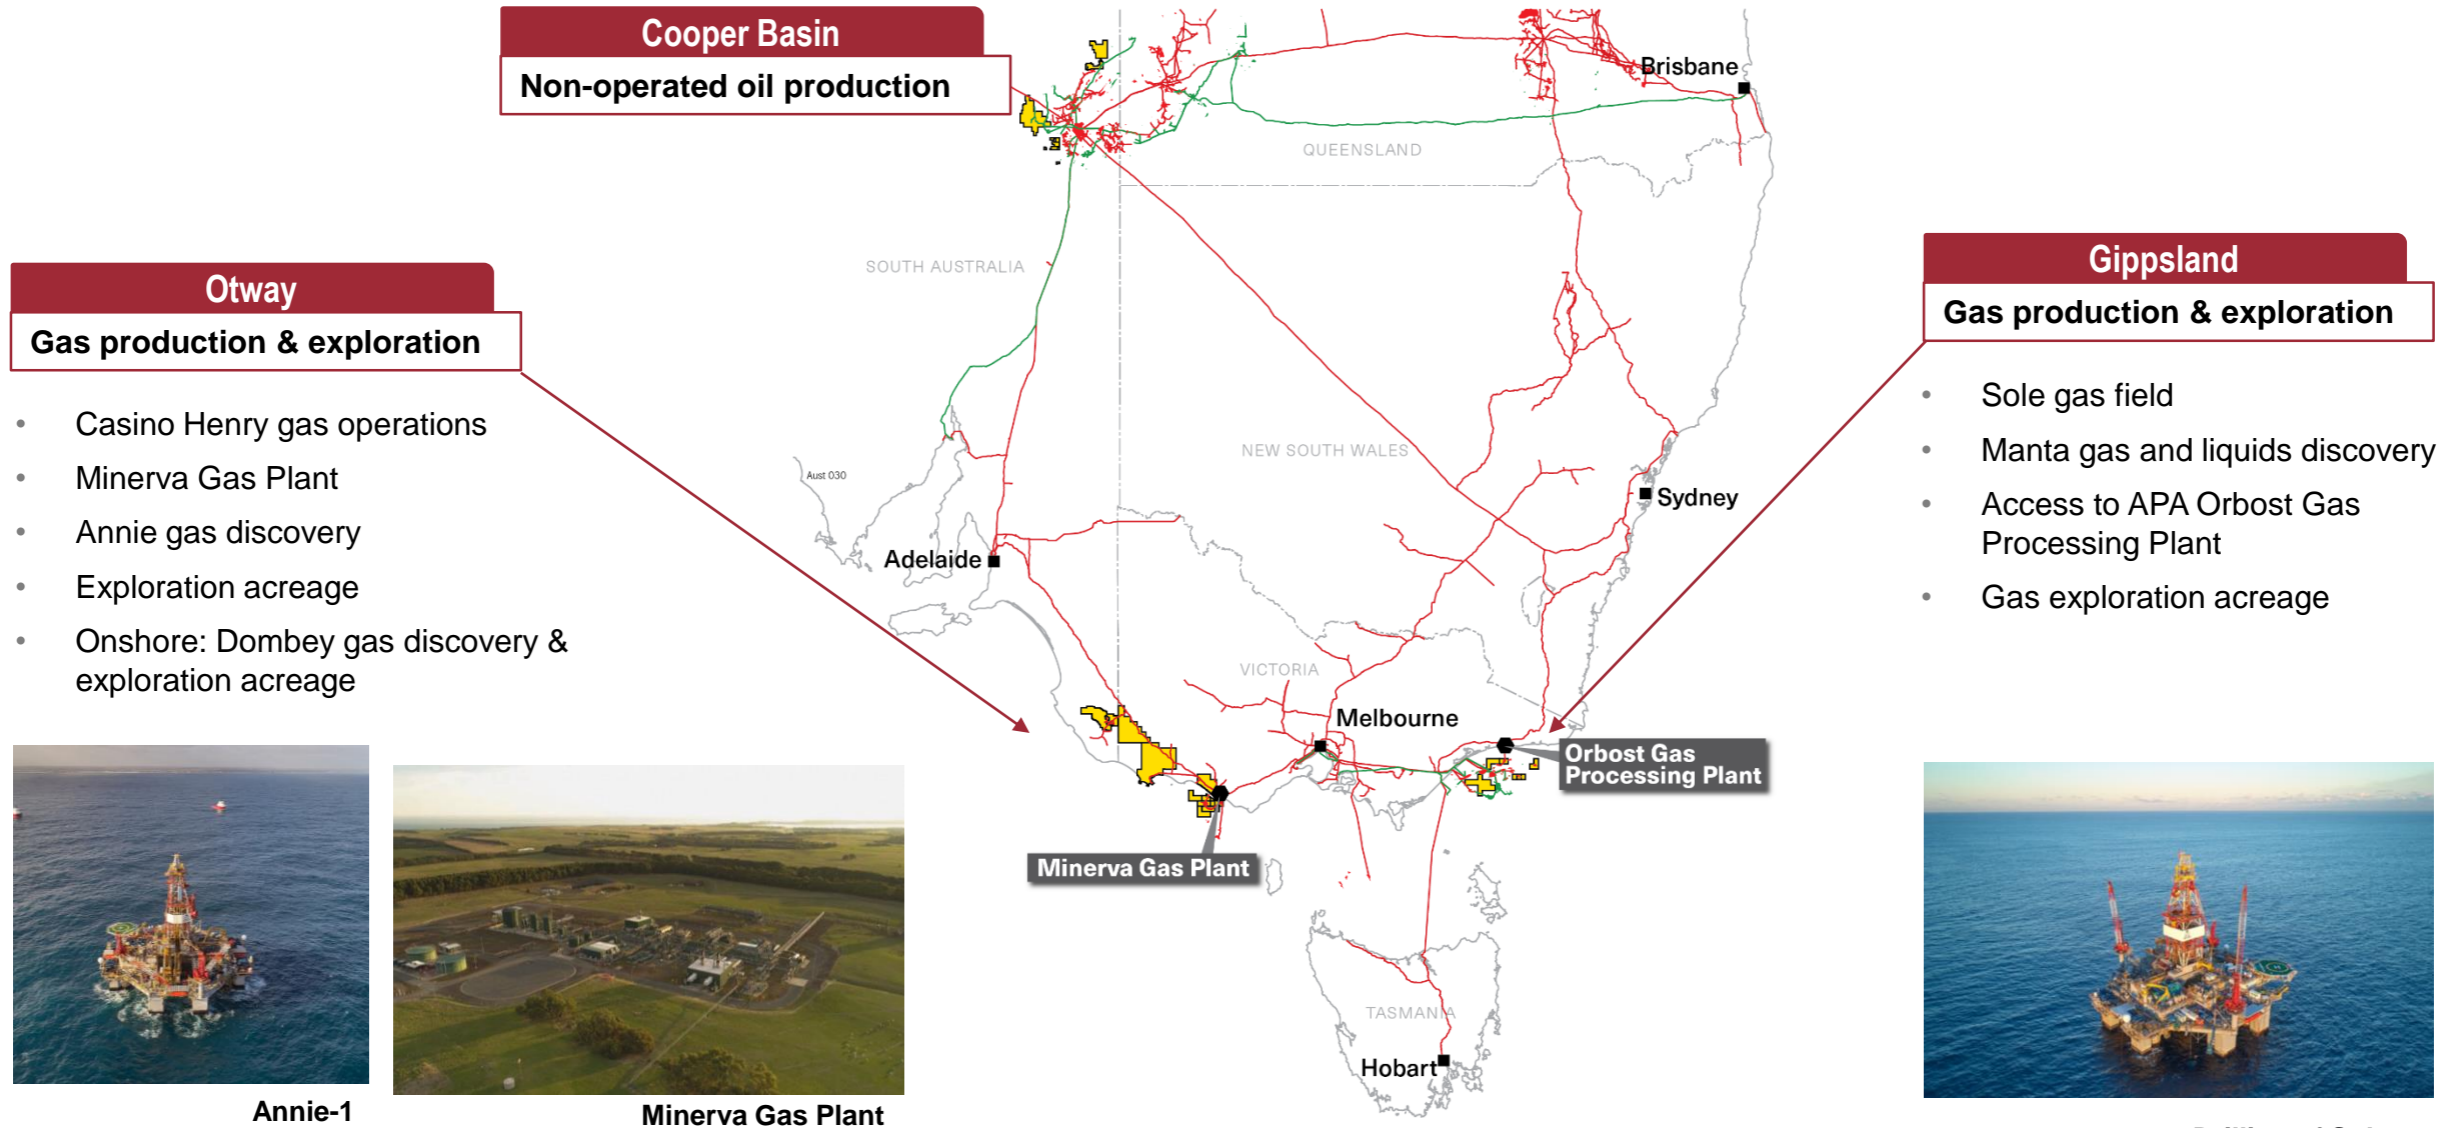 Cooper Basin
Non-operated oil production
Brisbane
QUEENSLAND
SOUTH AUSTRALIA
Otway
Gas production & exploration
• Casino Henry gas operations
• Minerva Gas Plant
• Annie gas discovery
• Exploration acreage
• Onshore: Dombey gas discovery &
exploration acreage
Gippsland
Gas production & exploration
• Sole gas field
• Manta gas and liquids discovery
• Access to APA Orbost Gas
Processing Plant
• Gas exploration acreage
NEW SOUTH WALES
Aust 030
Sydney
Adelaide
VICTORIA
Melbourne
Orbost Gas
Processing Plant
Minerva Gas Plant
TASMANIA
Hobart
Annie-1
Minerva Gas Plant